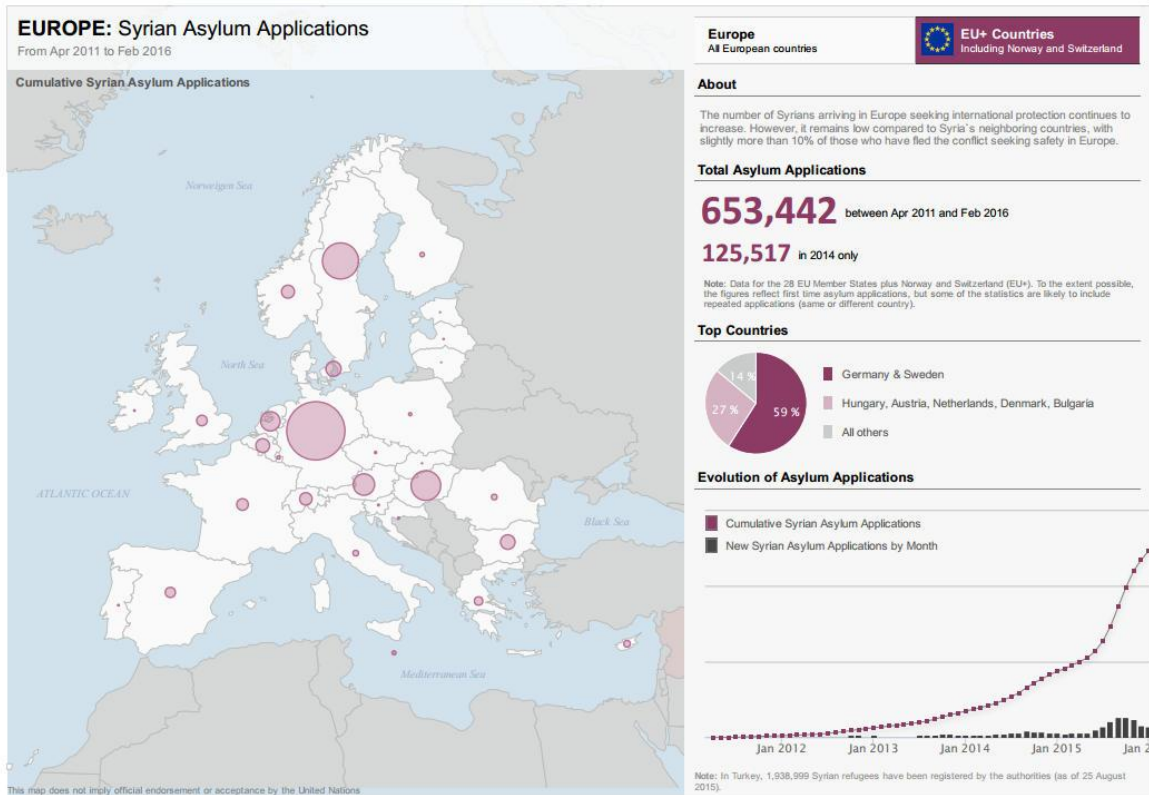 EUROPE: Syrian Asylum Applications
From Apr 2011 to Feb 2016
Cumulative Syrian Asylum Applications
Norweigen Sea
North Sea
ATLANTIC OCEAN
Black Sea
Mediterranean Sea
This map does not imply official endorsement or acceptance by the United Nations
Europe
All European countries
EU+ Countries
Including Norway and Switzerland
About
The number of Syrians arriving in Europe seeking international protection continues to
increase. However, it remains low compared to Syria`s neighboring countries, with
slightly more than 10% of those who have fled the conflict seeking safety in Europe.
Total Asylum Applications
653,442 between Apr 2011 and Feb 2016
125,517 in 2014 only
Note: Data for the 28 EU Member States plus Norway and Switzerland (EU+). To the extent possible,
the figures reflect first time asylum applications, but some of the statistics are likely to include
repeated applications (same or different country).
Top Countries
14 %
27 %
59 %
Germany & Sweden
Hungary, Austria, Netherlands, Denmark, Bulgaria
All others
Evolution of Asylum Applications
Cumulative Syrian Asylum Applications
New Syrian Asylum Applications by Month
Jan 2012 Jan 2013 Jan 2014 Jan 2015 Jan 2
Note: In Turkey, 1,938,999 Syrian refugees have been registered by the authorities (as of 25 August
2015).